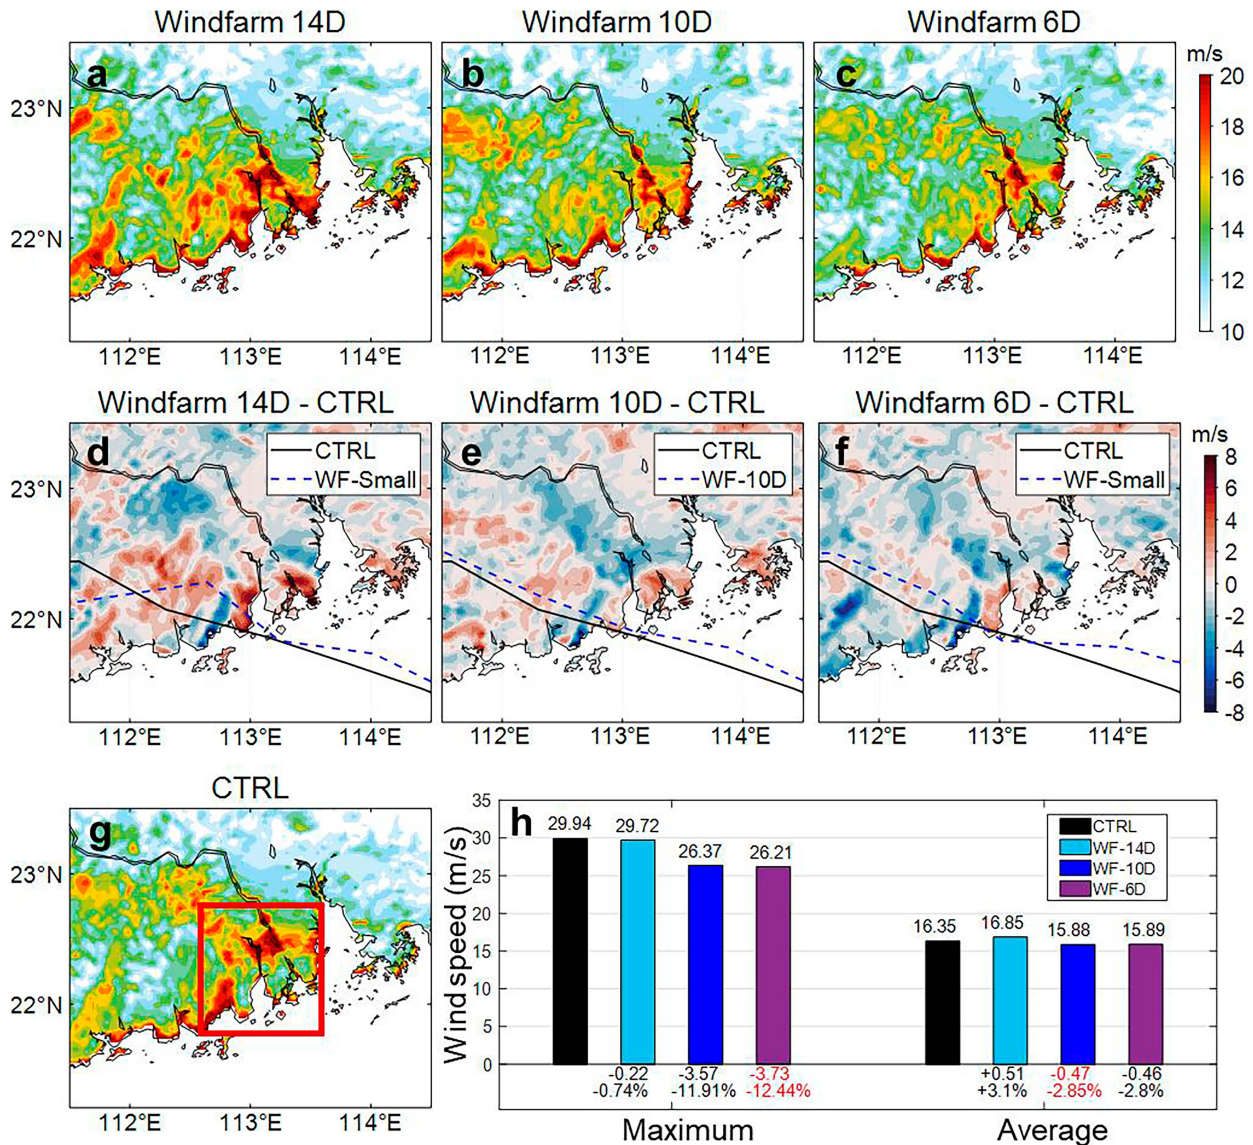 Windfarm 14D
Windfarm 10D
Windfarm 6D
m/s
a
b
c
23°N
22°N
20
18
16
14
12
10
112°E 113°E 114°E
112°E 113°E 114°E
112°E 113°E 114°E
Windfarm 14D - CTRL
Windfarm 10D - CTRL
Windfarm 6D - CTRL
m/s
d
CTRL
WF-Small
e
CTRL
WF-10D
f
CTRL
WF-Small
23°N
22°N
8
6
4
2
0
-2
-4
-6
-8
112°E 113°E 114°E
112°E 113°E 114°E
112°E 113°E 114°E
CTRL
g
23°N
22°N
112°E 113°E 114°E
h
Wind speed (m/s)
35
30
25
20
15
10
5
0
29.94 29.72 26.37 26.21
16.35 16.85 15.88 15.89
CTRL
WF-14D
WF-10D
WF-6D
-0.22 -3.57 -3.73
-0.74% -11.91% -12.44%
+0.51 -0.47 -0.46
+3.1% -2.85% -2.8%
Maximum
Average